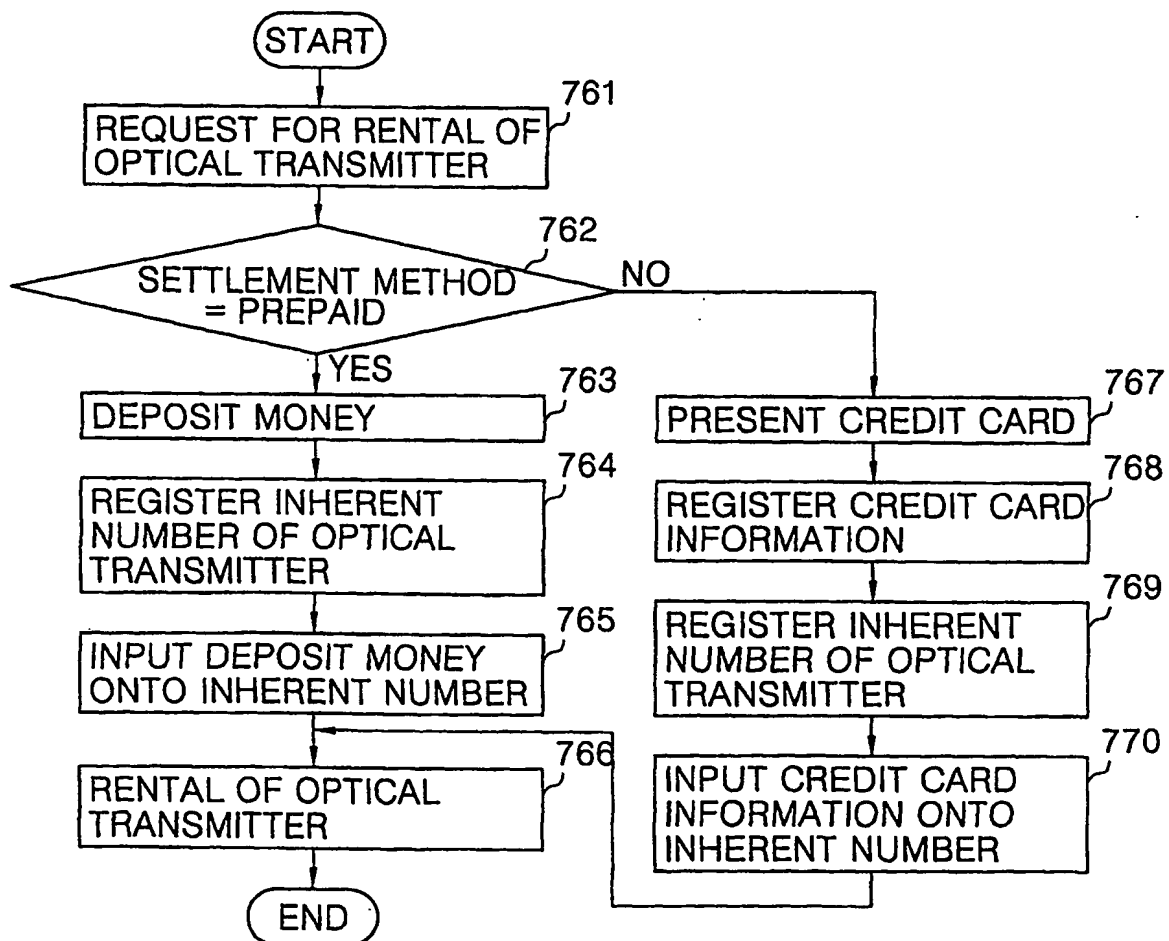 START
761
REQUEST FOR RENTAL OF
OPTICAL TRANSMITTER
762
SETTLEMENT METHOD
= PREPAID
NO
YES
763
DEPOSIT MONEY
764
REGISTER INHERENT
NUMBER OF OPTICAL
TRANSMITTER
765
INPUT DEPOSIT MONEY
ONTO INHERENT NUMBER
766
RENTAL OF OPTICAL
TRANSMITTER
END
767
PRESENT CREDIT CARD
768
REGISTER CREDIT CARD
INFORMATION
769
REGISTER INHERENT
NUMBER OF OPTICAL
TRANSMITTER
770
INPUT CREDIT CARD
INFORMATION ONTO
INHERENT NUMBER